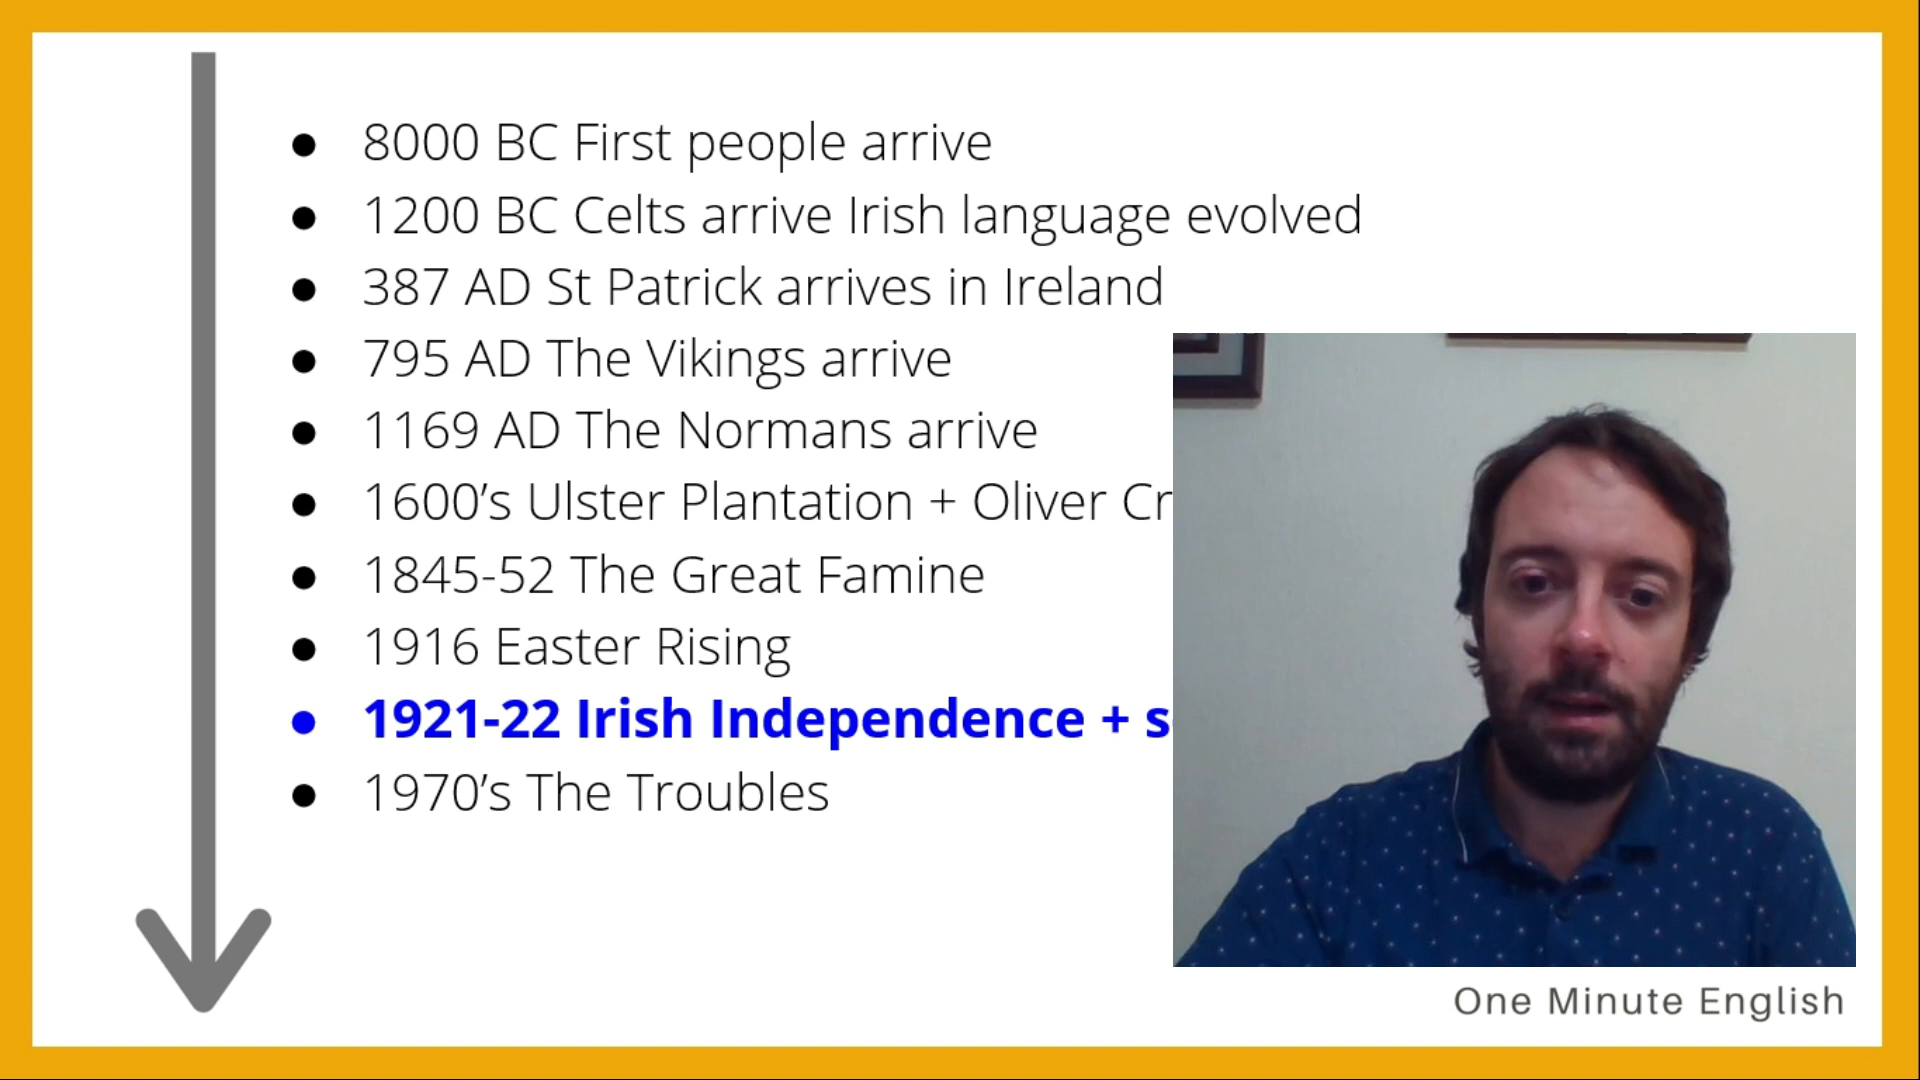 8000 BC First people arrive
1200 BC Celts arrive Irish language evolved
387 AD St Patrick arrives in Ireland
795 AD The Vikings arrive
1169 AD The Normans arrive
1600’s Ulster Plantation + Oliver Cr
1845-52 The Great Famine
1916 Easter Rising
1921-22 Irish Independence + s
1970’s The Troubles
One Minute English